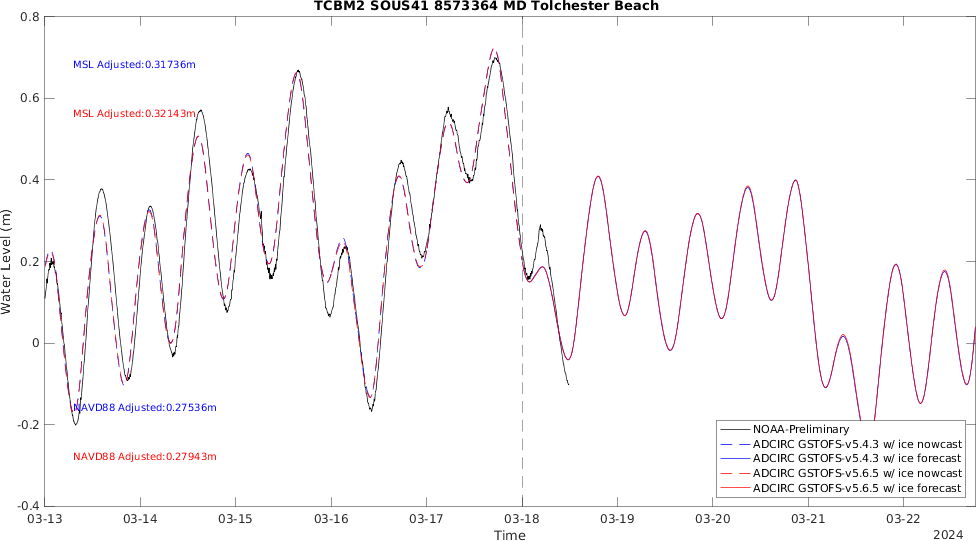 TCBM2 SOUS41 8573364 MD Tolchester Beach
0.8
0.6
0.4
0.2
0
-0.2
-0.4
Water Level (m)
MSL Adjusted:0.31736m
MSL Adjusted:0.32143m
NAVD88 Adjusted:0.27536m
NAVD88 Adjusted:0.27943m
NOAA-Preliminary
ADCIRC GSTOFS-v5.4.3 w/ ice nowcast
ADCIRC GSTOFS-v5.4.3 w/ ice forecast
ADCIRC GSTOFS-v5.6.5 w/ ice nowcast
ADCIRC GSTOFS-v5.6.5 w/ ice forecast
03-13 03-14 03-15 03-16 03-17 03-18 03-19 03-20 03-21 03-22
Time
2024